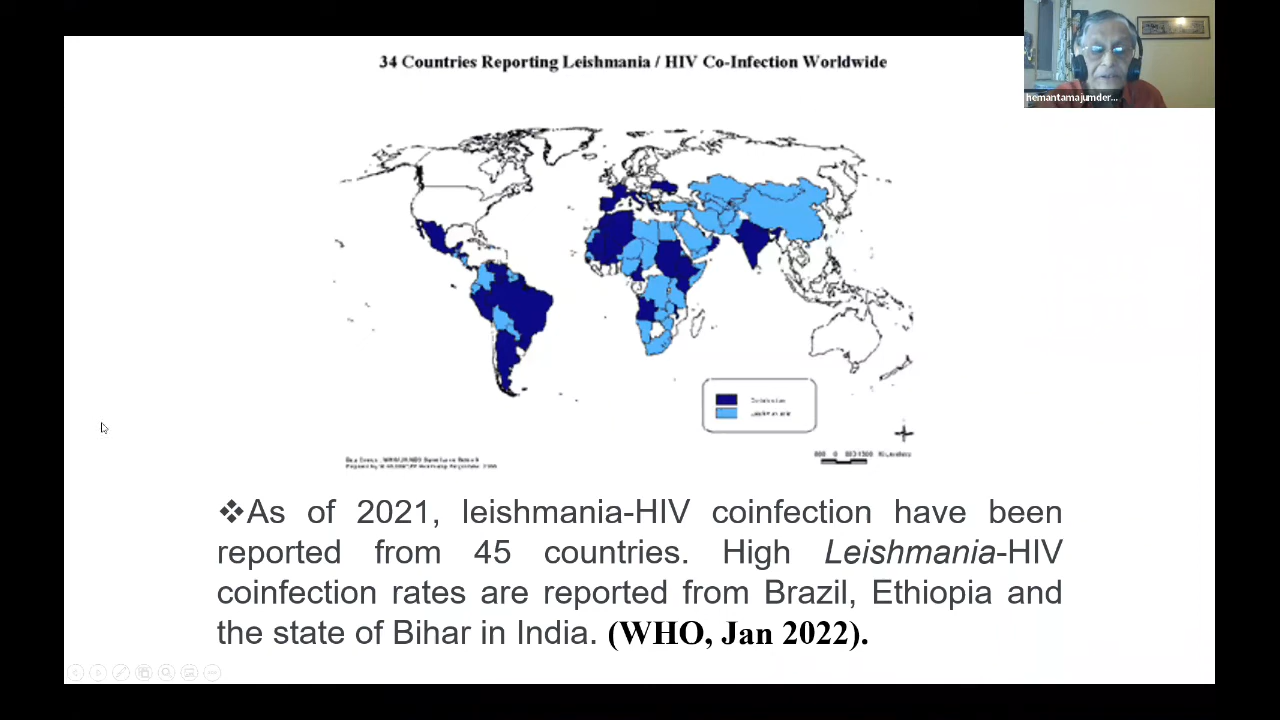 34 Countries Reporting Leishmania / HIV Co-Infection Worldwide
hemantamajumder...
Kilometers
❖As of 2021, leishmania-HIV coinfection have been
reported from 45 countries. High Leishmania-HIV
coinfection rates are reported from Brazil, Ethiopia and
the state of Bihar in India. (WHO, Jan 2022).